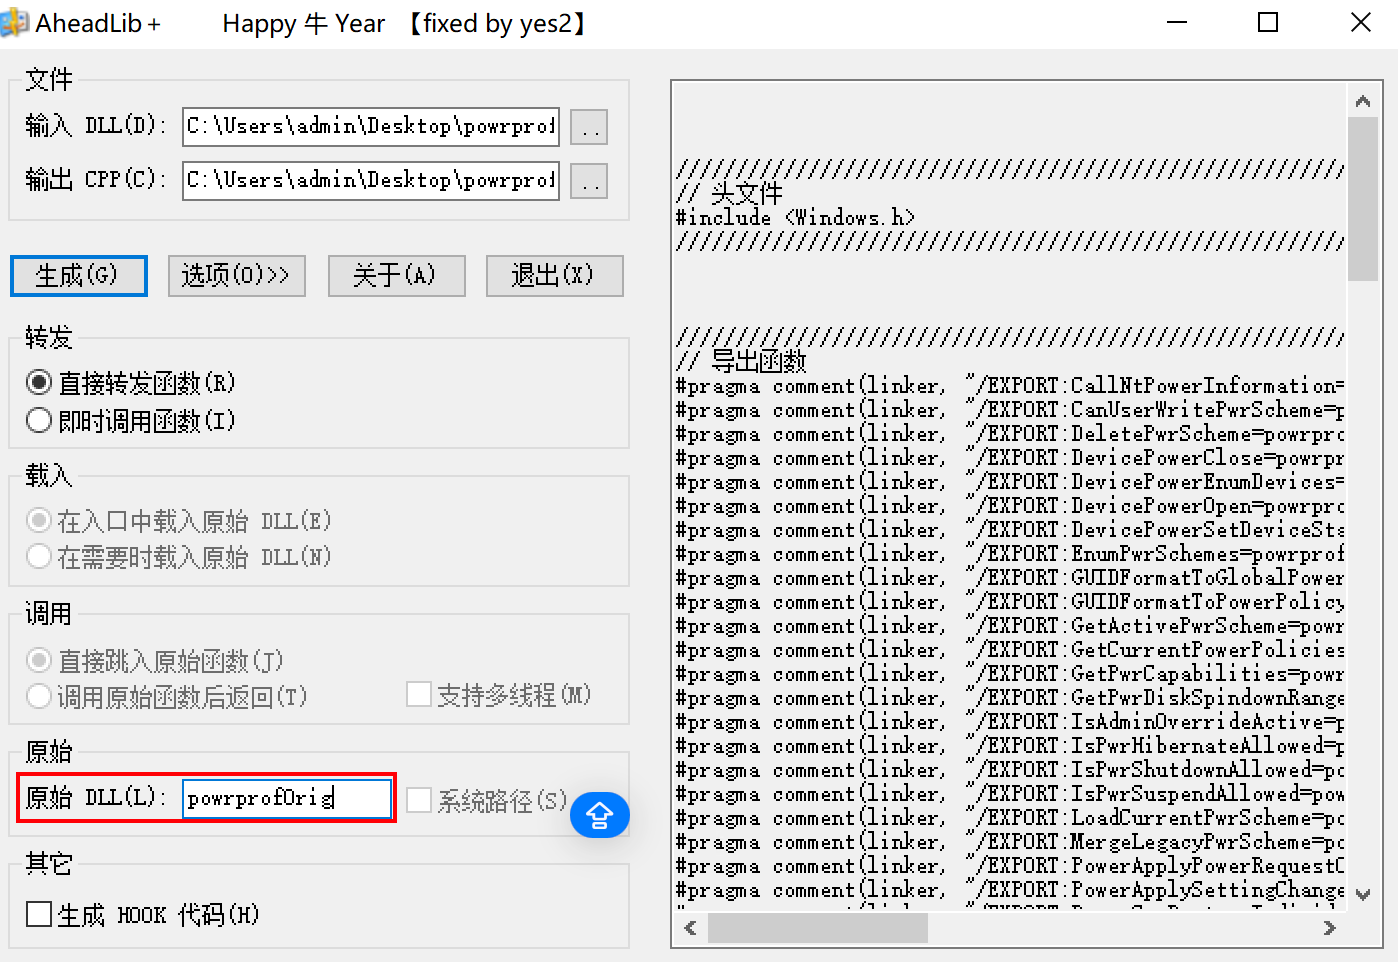 AheadLib+ Happy 牛 Year 【fixed by yes2】
文件
输入 DLL(D): C:\Users\admin\Desktop\powrprof ..
输出 CPP(C): C:\Users\admin\Desktop\powrprof ..
生成(G) 选项(O)>> 关于(A) 退出(X)
转发
直接转发函数(R)
即时调用函数(I)
载入
在入口中载入原始 DLL(E)
在需要时载入原始 DLL(N)
调用
直接跳入原始函数(J)
调用原始函数后返回(T) 支持多线程(M)
原始
原始 DLL(L): powrprofOrig 系统路径(S)
其它
生成 HOOK 代码(H)
////////////////////////////////////////////////////////
// 头文件
#include <Windows.h>
////////////////////////////////////////////////////////
////////////////////////////////////////////////////////
// 导出函数
#pragma comment(linker, "/EXPORT:CallNtPowerInformation=
#pragma comment(linker, "/EXPORT:CanUserWritePwrScheme=p
#pragma comment(linker, "/EXPORT:DeletePwrScheme=powrpro
#pragma comment(linker, "/EXPORT:DevicePowerClose=powrpr
#pragma comment(linker, "/EXPORT:DevicePowerEnumDevices=
#pragma comment(linker, "/EXPORT:DevicePowerOpen=powrpro
#pragma comment(linker, "/EXPORT:DevicePowerSetDeviceSta
#pragma comment(linker, "/EXPORT:EnumPwrSchemes=powrprof
#pragma comment(linker, "/EXPORT:GUIDFormatToGlobalPower
#pragma comment(linker, "/EXPORT:GUIDFormatToPowerPolicy
#pragma comment(linker, "/EXPORT:GetActivePwrScheme=powr
#pragma comment(linker, "/EXPORT:GetCurrentPowerPolicies
#pragma comment(linker, "/EXPORT:GetPwrCapabilities=powr
#pragma comment(linker, "/EXPORT:GetPwrDiskSpindownRange
#pragma comment(linker, "/EXPORT:IsAdminOverrideActive=p
#pragma comment(linker, "/EXPORT:IsPwrHibernateAllowed=p
#pragma comment(linker, "/EXPORT:IsPwrShutdownAllowed=po
#pragma comment(linker, "/EXPORT:IsPwrSuspendAllowed=pow
#pragma comment(linker, "/EXPORT:LoadCurrentPwrScheme=po
#pragma comment(linker, "/EXPORT:MergeLegacyPwrScheme=po
#pragma comment(linker, "/EXPORT:PowerApplyPowerRequestO
#pragma comment(linker, "/EXPORT:PowerApplySettingChange